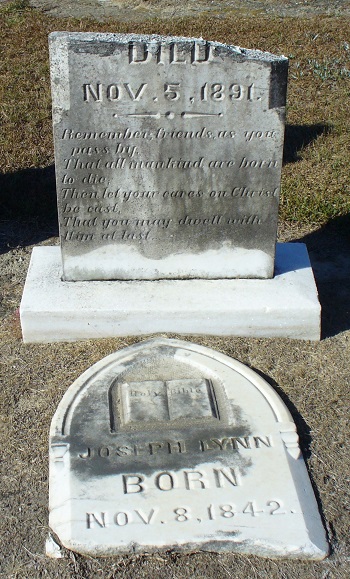 DIED
NOV. 5, 1891.
Remember, friends, as you
pass by,
That all mankind are born
to die,
Then let your cares on Christ
be cast,
That you may dwell with
Him at last.
Holy Bible
JOSEPH LYNN
BORN
NOV. 8, 1842.